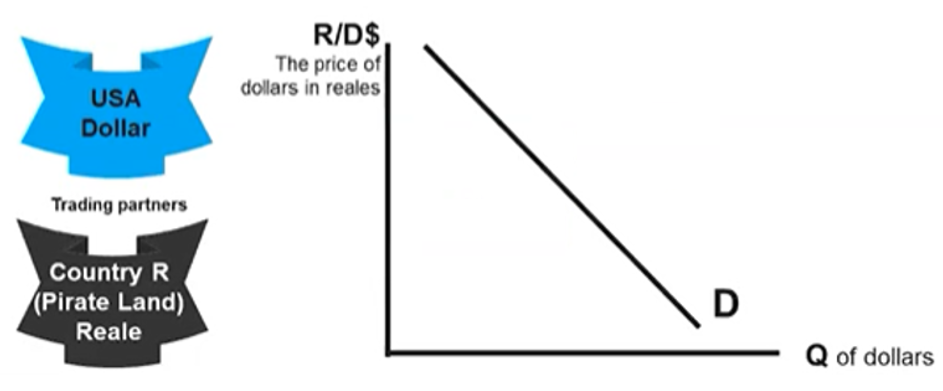 USA
Dollar
Trading partners
Country R
(Pirate Land)
Reale
R/D$
The price of
dollars in reales
D
Q of dollars